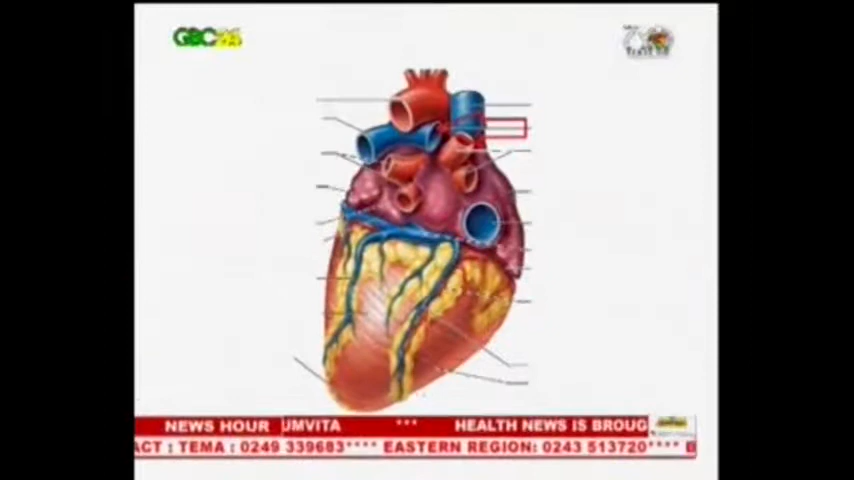 GBC
NEWS HOUR UMVITA *** HEALTH NEWS IS BROUG
ACT : TEMA : 0249 339683**** EASTERN REGION: 0243 513720****